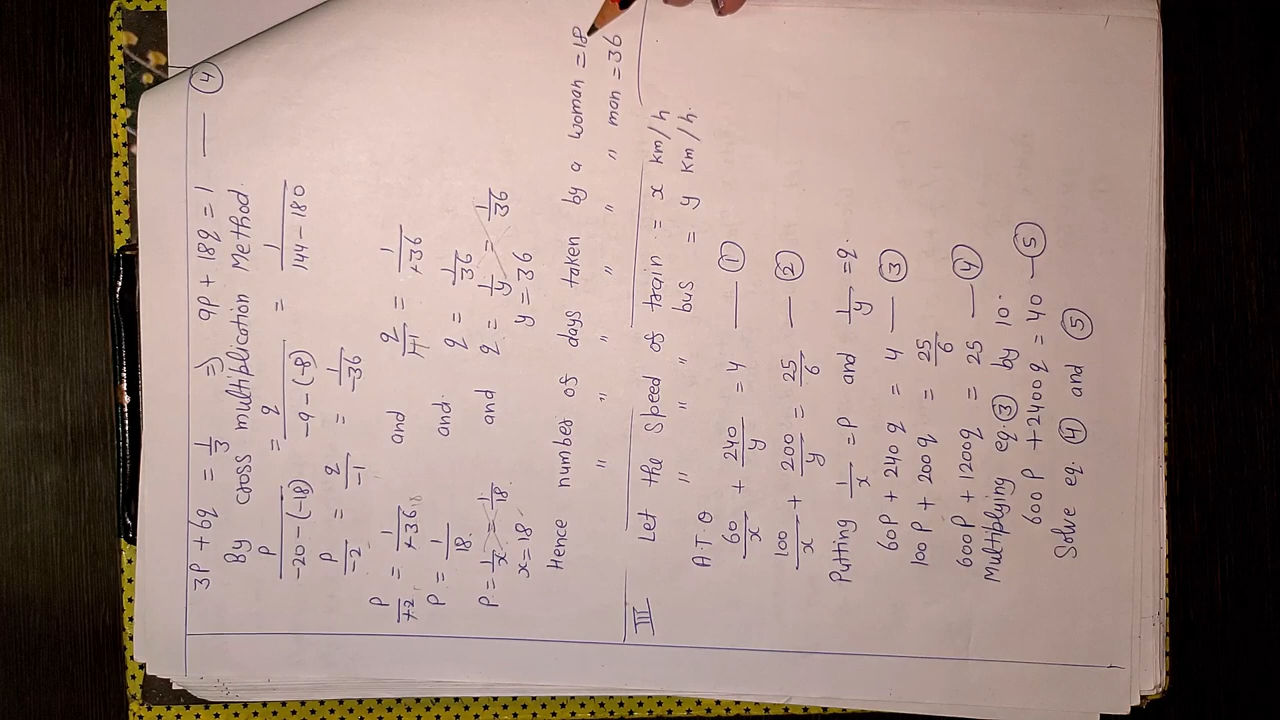 3P + 6q = 1/3 ⇒ 9P + 18q = 1 — ④
By cross multiplication Method.
P/-20-(-18) = q/-9-(-8) = 1/144-180
P/-2 = q/-1 = 1/-36
P/+2 = 1/+36 and q/+1 = 1/+36
P = 1/18. and. q = 1/36
P = 1/x = 1/18. and q = 1/y = 1/36
x = 18 y = 36
Hence number of days taken by a woman = 18
" " " " " " man = 36
III Let the speed of train = x km/h
" " " bus = y km/h.
A.T.Q
60/x + 240/y = 4 — ①
100/x + 200/y = 25/6 — ②
Putting 1/x = P and 1/y = q.
60P + 240q = 4 — ③
100P + 200q = 25/6
600P + 1200q = 25 — ④
Multiplying eq. ③ by 10.
600P + 2400q = 40 — ⑤
Solve eq. ④ and ⑤